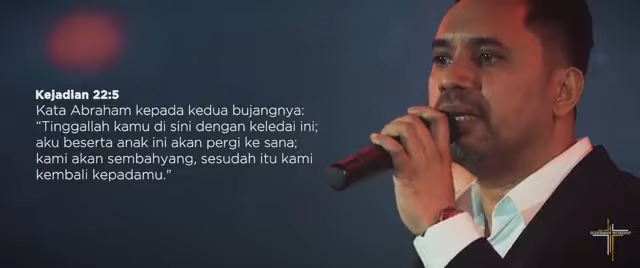 Kejadian 22:5
Kata Abraham kepada kedua bujangnya:
“Tinggallah kamu di sini dengan keledai ini;
aku beserta anak ini akan pergi ke sana;
kami akan sembahyang, sesudah itu kami
kembali kepadamu."